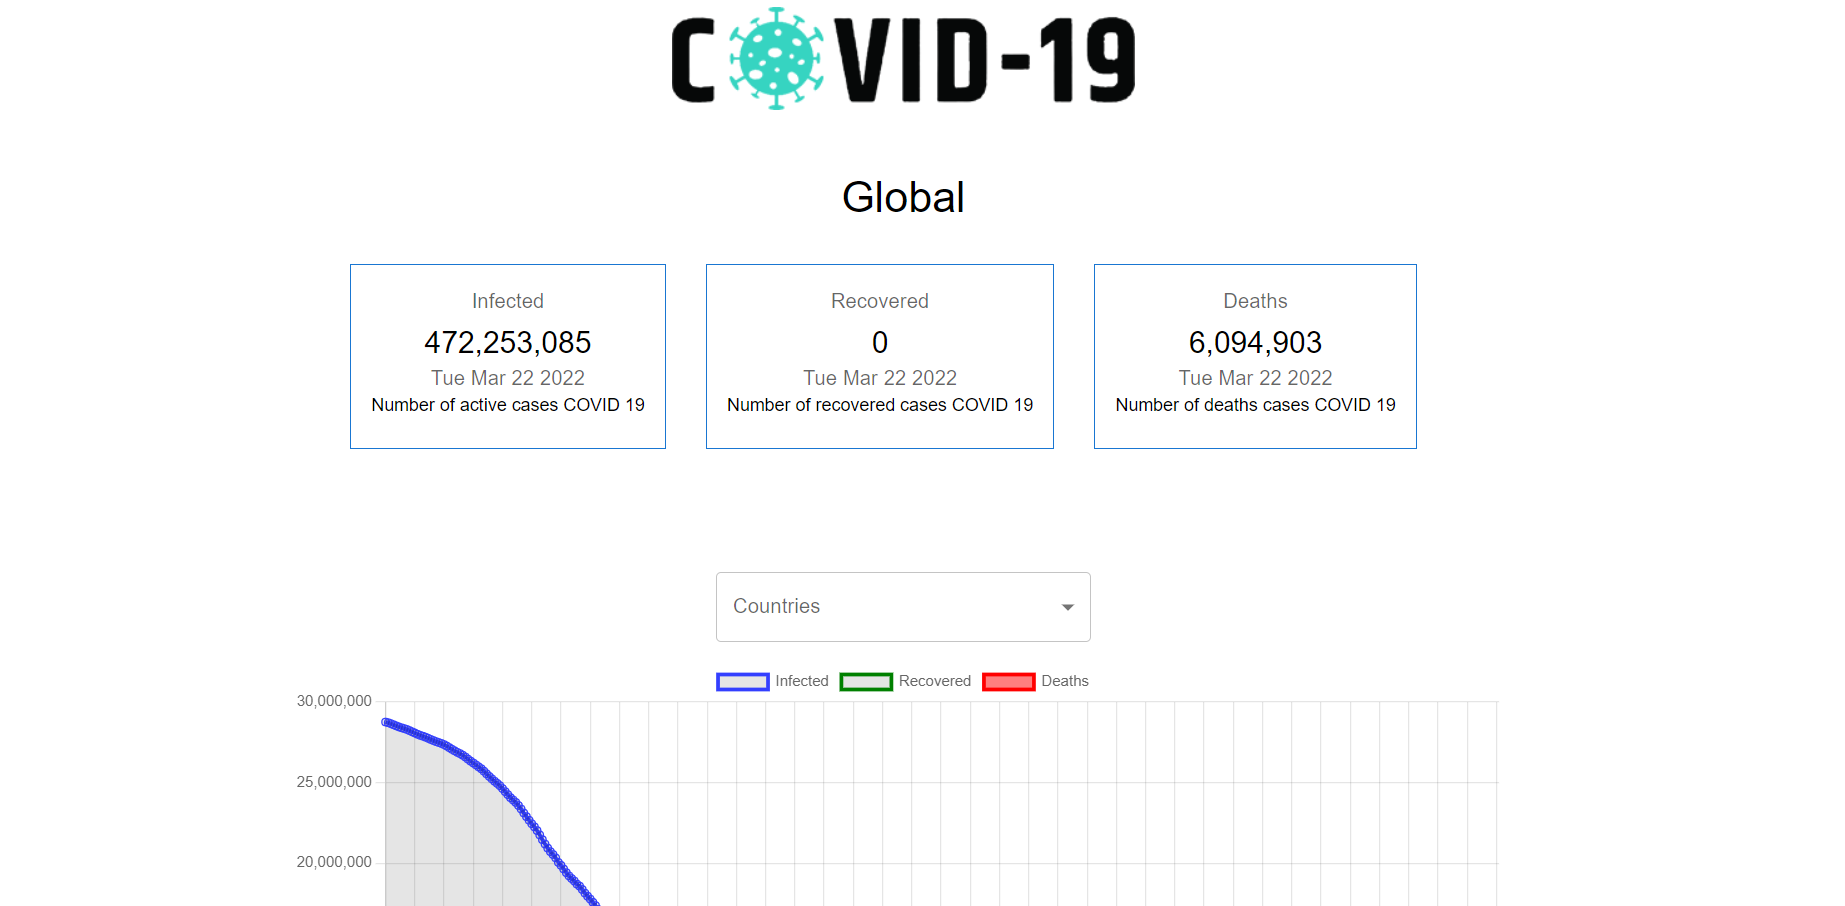 COVID-19
Global
Infected
472,253,085
Tue Mar 22 2022
Number of active cases COVID 19
Recovered
0
Tue Mar 22 2022
Number of recovered cases COVID 19
Deaths
6,094,903
Tue Mar 22 2022
Number of deaths cases COVID 19
Countries
Infected Recovered Deaths
30,000,000
25,000,000
20,000,000